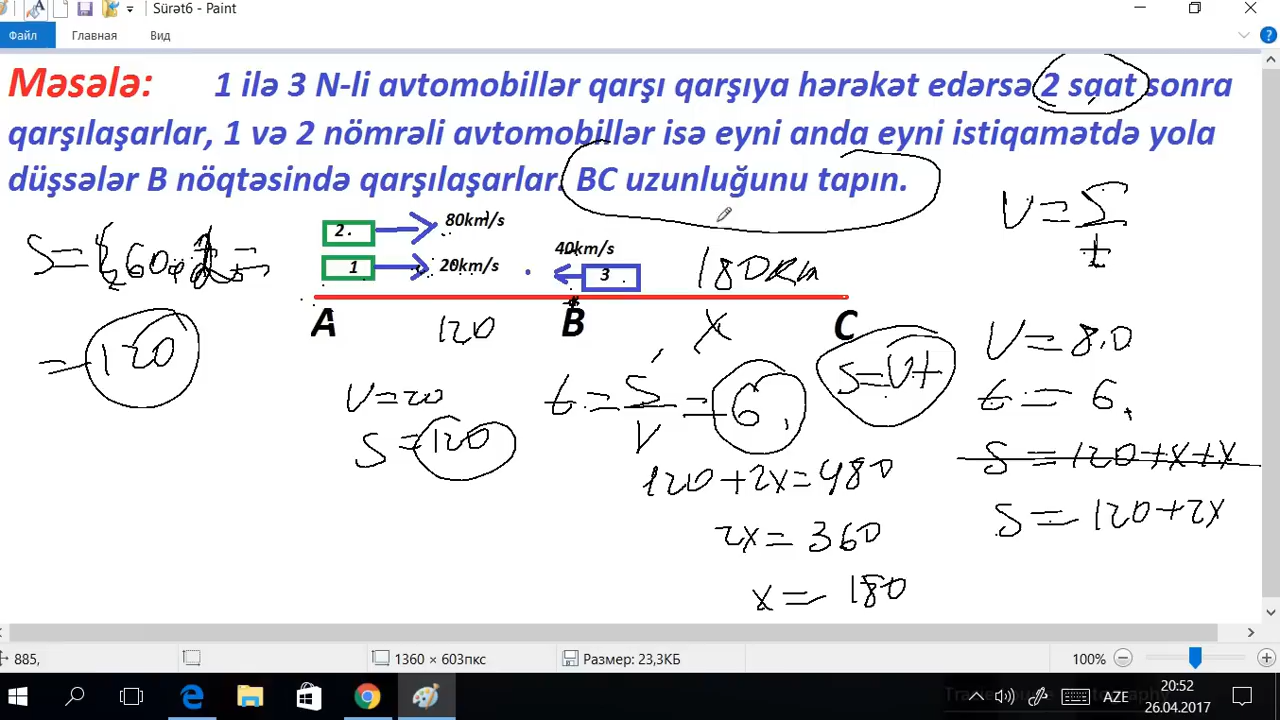 Sürət6 - Paint
Файл Главная Вид
Məsələ: 1 ilə 3 N-li avtomobillər qarşı qarşıya hərəkət edərsə 2 saat sonra
qarşılaşarlar, 1 və 2 nömrəli avtomobillər isə eyni anda eyni istiqamətdə yola
düşsələr B nöqtəsində qarşılaşarlar. BC uzunluğunu tapın.
2. 80km/s
1 20km/s
40km/s
3
180km
A 120 B x C
S = 60 · 2 =
= 120
V = S/t
V=20
S=120
t = S/V = 6
S=Vt
V=80
t = 6
S = 120+x+x
S = 120+2x
120+2x=480
2x=360
x = 180
885,
1360 × 603пкс
Размер: 23,3КБ
100%
AZE
20:52
26.04.2017